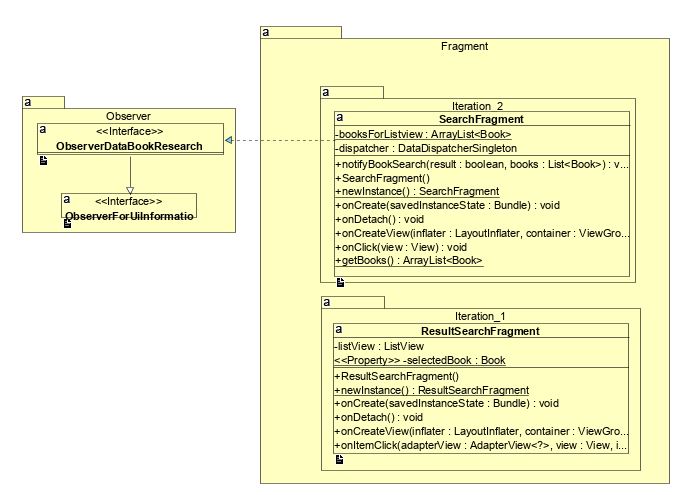 a
Fragment
a
Observer
a
<<Interface>>
ObserverDataBookResearch
a
<<Interface>>
ObserverForUiInformatio
a
Iteration_2
a
SearchFragment
-booksForListview : ArrayList<Book>
-dispatcher : DataDispatcherSingleton
+notifyBookSearch(result : boolean, books : List<Book>) : v...
+SearchFragment()
+newInstance() : SearchFragment
+onCreate(savedInstanceState : Bundle) : void
+onDetach() : void
+onCreateView(inflater : LayoutInflater, container : ViewGro...
+onClick(view : View) : void
+getBooks() : ArrayList<Book>
a
Iteration_1
a
ResultSearchFragment
-listView : ListView
<<Property>> -selectedBook : Book
+ResultSearchFragment()
+newInstance() : ResultSearchFragment
+onCreate(savedInstanceState : Bundle) : void
+onDetach() : void
+onCreateView(inflater : LayoutInflater, container : ViewGro...
+onItemClick(adapterView : AdapterView<?>, view : View, i...